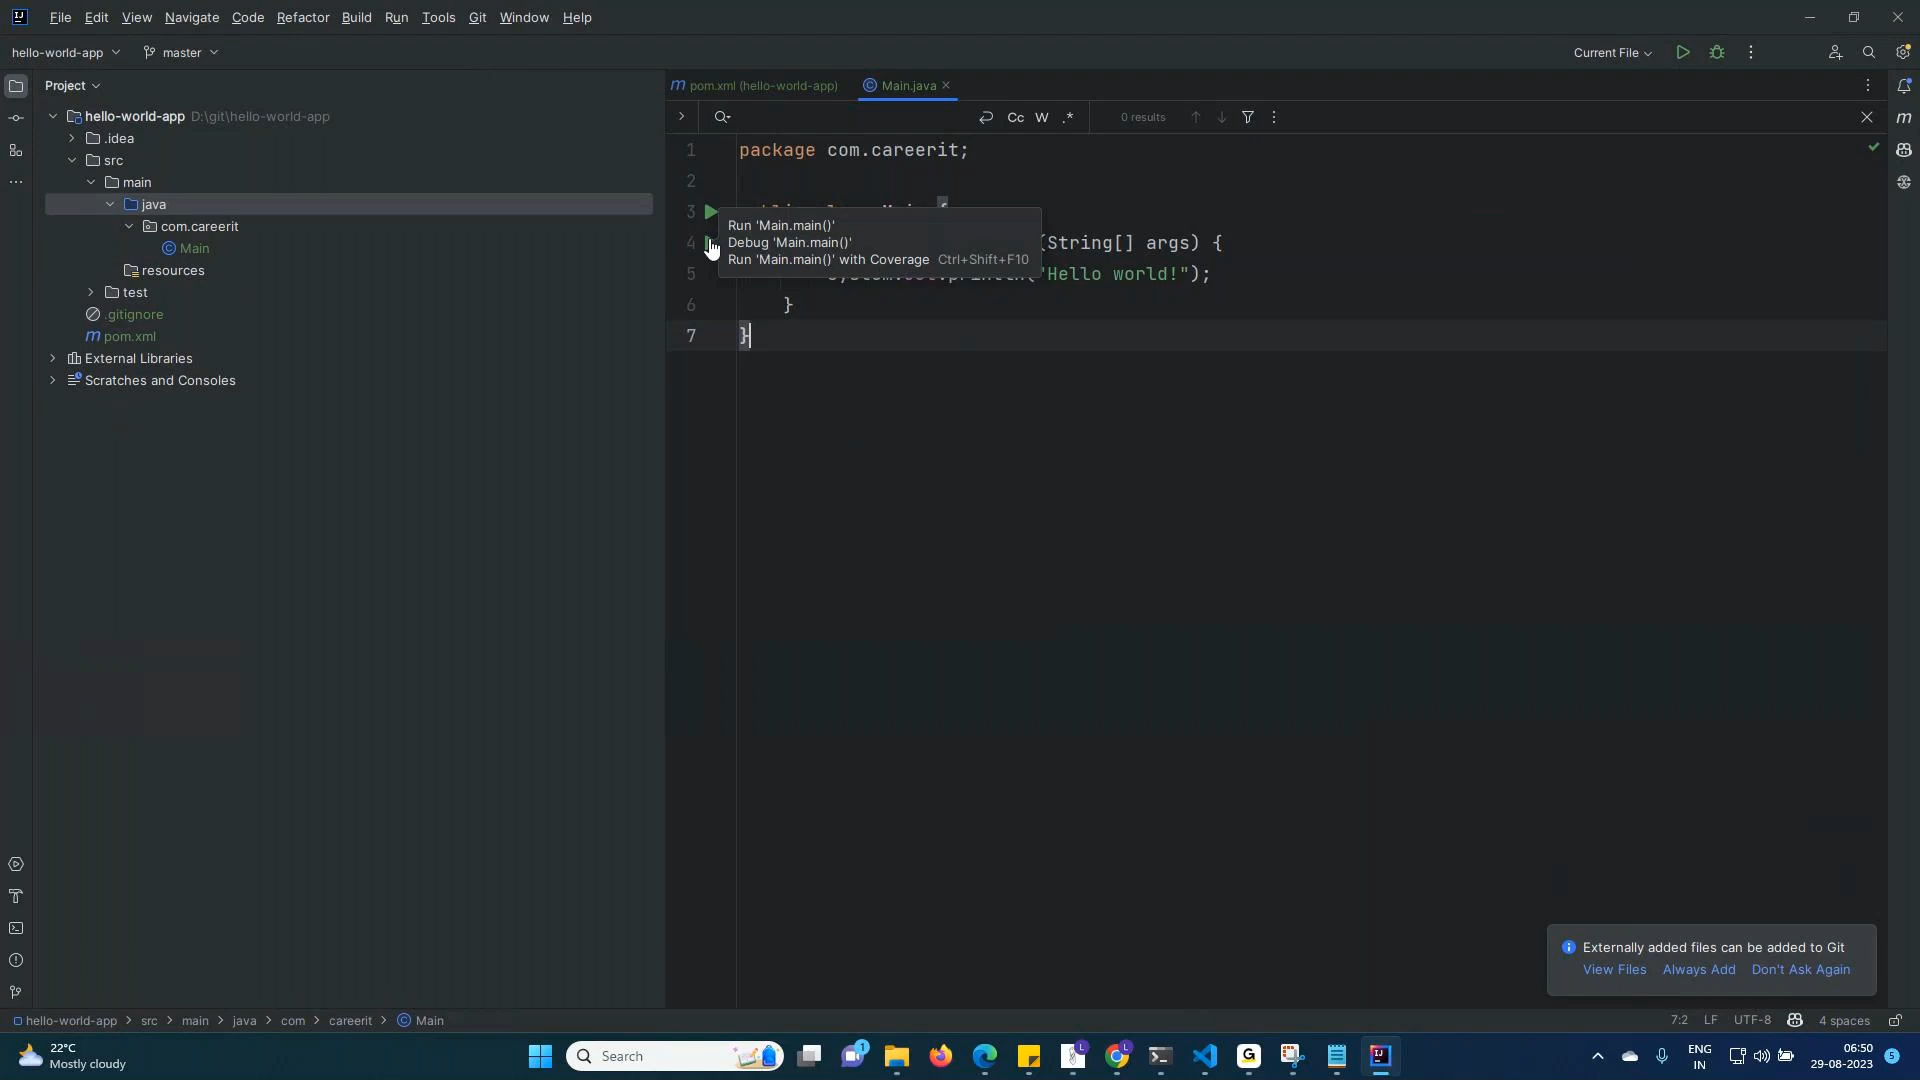 File Edit View Navigate Code Refactor Build Run Tools Git Window Help
hello-world-app master Current File
Project
pom.xml (hello-world-app) Main.java
hello-world-app D:\git\hello-world-app
Cc W .* 0 results
.idea
src
main
java
com.careerit
Main
resources
test
.gitignore
pom.xml
External Libraries
Scratches and Consoles
1 package com.careerit;
2
3
4 (String[] args) {
5 "Hello world!");
6 }
7 }
Run 'Main.main()'
Debug 'Main.main()'
Run 'Main.main()' with Coverage Ctrl+Shift+F10
Externally added files can be added to Git
View Files Always Add Don't Ask Again
hello-world-app > src > main > java > com > careerit > Main
7:2 LF UTF-8 4 spaces
22°C
Mostly cloudy
Search
ENG
IN
06:50
29-08-2023
5